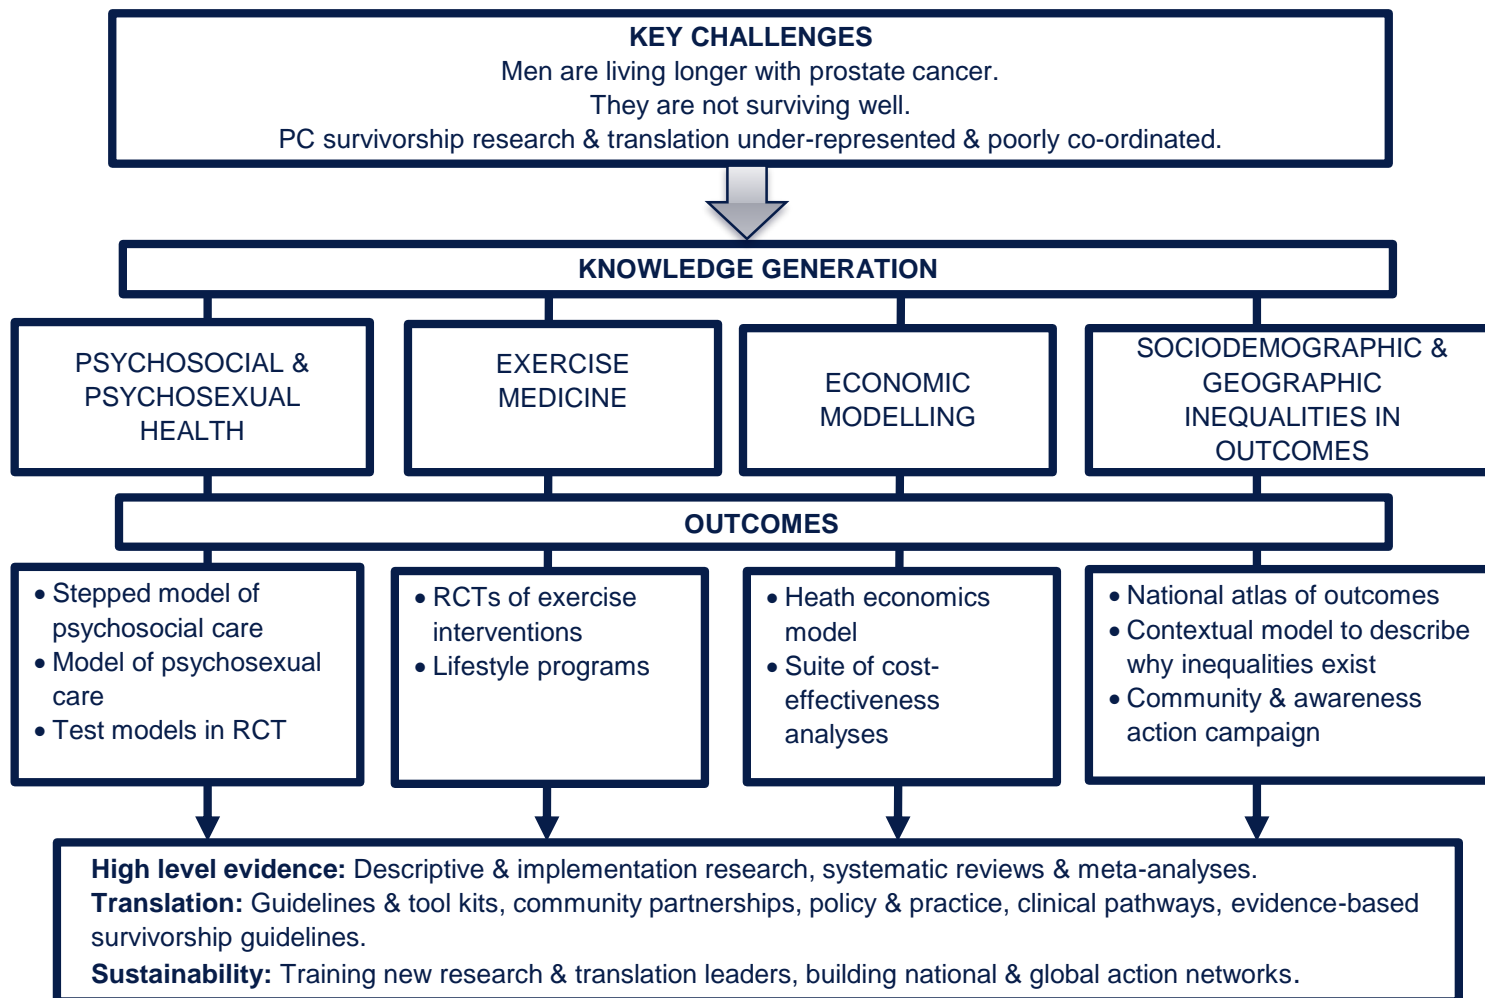 KEY CHALLENGES
Men are living longer with prostate cancer.
They are not surviving well.
PC survivorship research & translation under-represented & poorly co-ordinated.
KNOWLEDGE GENERATION
PSYCHOSOCIAL &
PSYCHOSEXUAL
HEALTH
EXERCISE
MEDICINE
ECONOMIC
MODELLING
SOCIODEMOGRAPHIC &
GEOGRAPHIC
INEQUALITIES IN
OUTCOMES
OUTCOMES
• Stepped model of
psychosocial care
• Model of psychosexual
care
• Test models in RCT
• RCTs of exercise
interventions
• Lifestyle programs
• Heath economics
model
• Suite of cost-
effectiveness
analyses
• National atlas of outcomes
• Contextual model to describe
why inequalities exist
• Community & awareness
action campaign
High level evidence: Descriptive & implementation research, systematic reviews & meta-analyses.
Translation: Guidelines & tool kits, community partnerships, policy & practice, clinical pathways, evidence-based
survivorship guidelines.
Sustainability: Training new research & translation leaders, building national & global action networks.